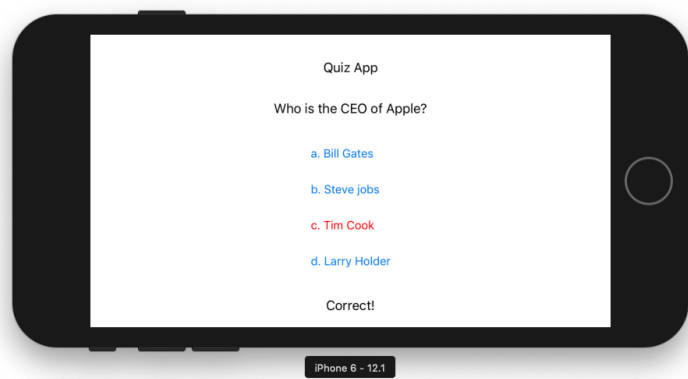 Quiz App
Who is the CEO of Apple?
a. Bill Gates
b. Steve jobs
c. Tim Cook
d. Larry Holder
Correct!
iPhone 6 - 12.1